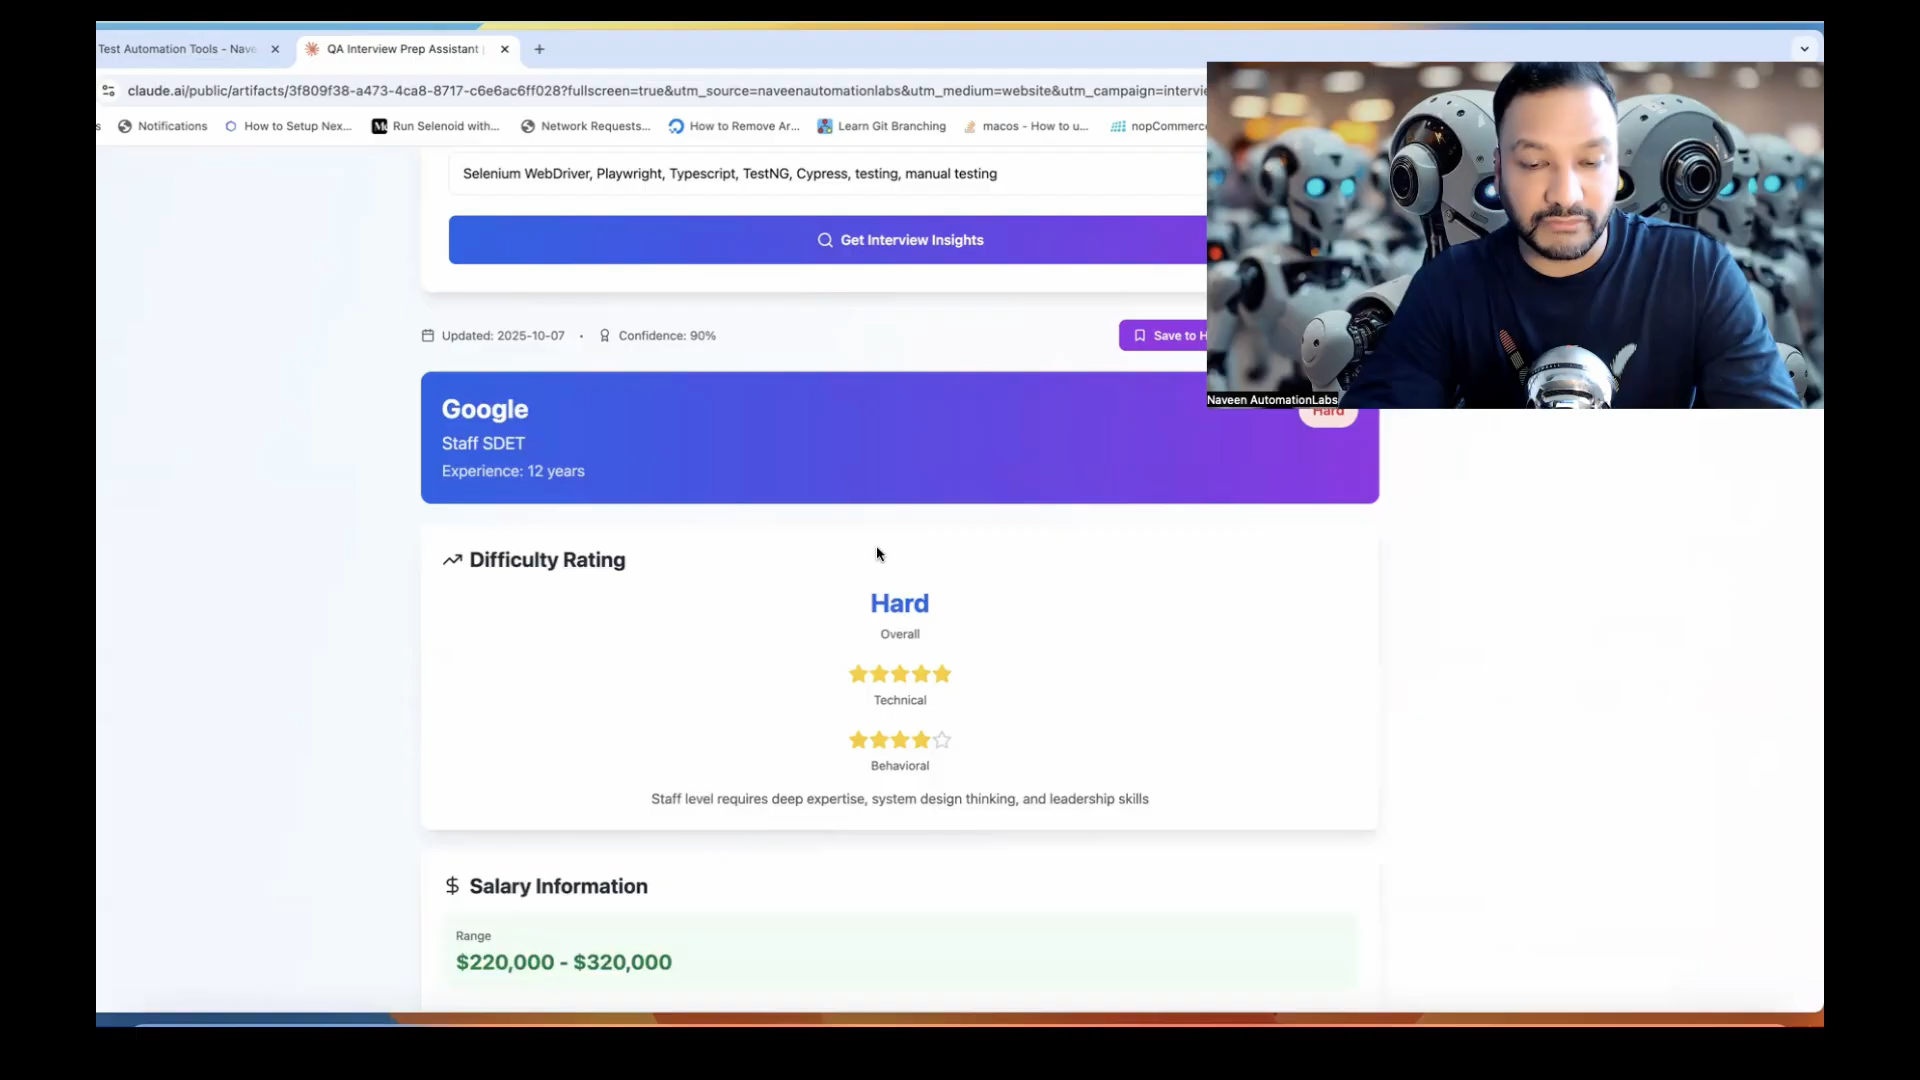 Test Automation Tools - Nave
QA Interview Prep Assistant
claude.ai/public/artifacts/3f809f38-a473-4ca8-8717-c6e6ac6ff028?fullscreen=true&utm_source=naveenautomationlabs&utm_medium=website&utm_campaign=intervie
s
Notifications
How to Setup Nex...
Run Selenoid with...
Network Requests...
How to Remove Ar...
Learn Git Branching
macos - How to u...
nopCommerc
Selenium WebDriver, Playwright, Typescript, TestNG, Cypress, testing, manual testing
Get Interview Insights
Updated: 2025-10-07 • Confidence: 90%
Save to H
Naveen AutomationLabs
Google
Hard
Staff SDET
Experience: 12 years
Difficulty Rating
Hard
Overall
Technical
Behavioral
Staff level requires deep expertise, system design thinking, and leadership skills
$ Salary Information
Range
$220,000 - $320,000